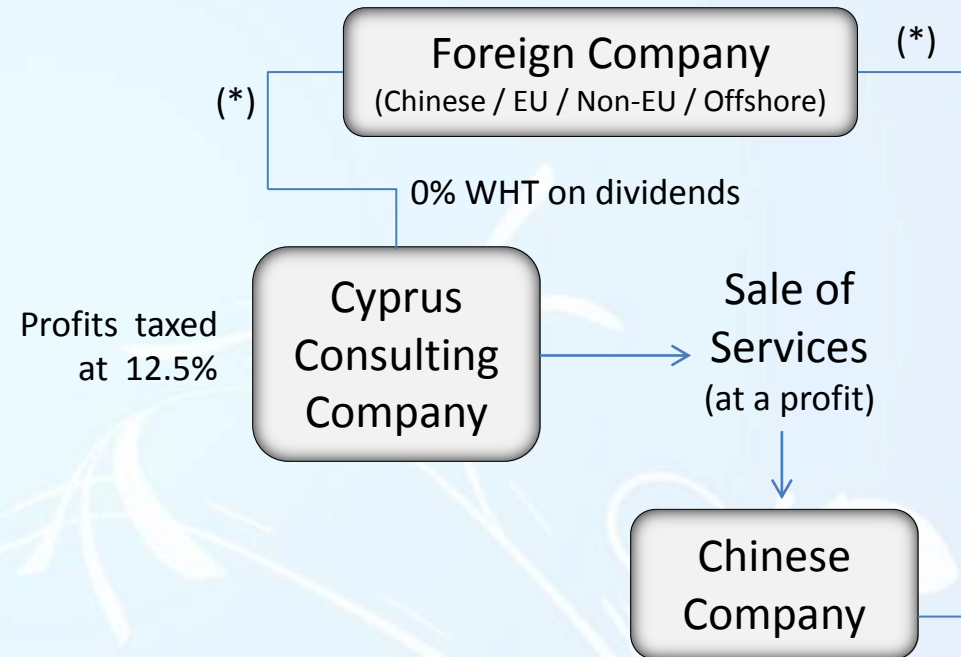 Foreign Company
(Chinese / EU / Non-EU / Offshore)
(*)
(*)
0% WHT on dividends
Profits taxed
at 12.5%
Cyprus
Consulting
Company
Sale of
Services
(at a profit)
Chinese
Company